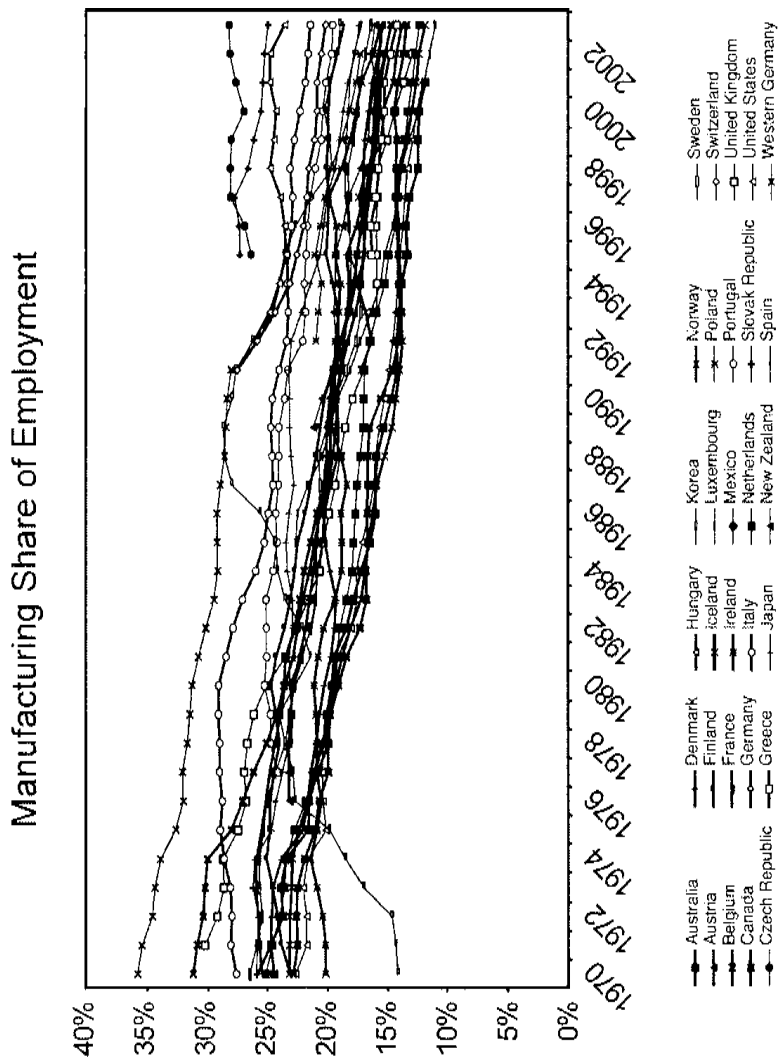 Manufacturing Share of Employment
40%
35%
30%
25%
20%
15%
10%
5%
0%
1970
1972
1974
1976
1978
1980
1982
1984
1986
1988
1990
1992
1994
1996
1998
2000
2002
Australia
Austria
Belgium
Canada
Czech Republic
Denmark
Finland
France
Germany
Greece
Hungary
Iceland
Ireland
Italy
Japan
Korea
Luxembourg
Mexico
Netherlands
New Zealand
Norway
Poland
Portugal
Slovak Republic
Spain
Sweden
Switzerland
United Kingdom
United States
Western Germany